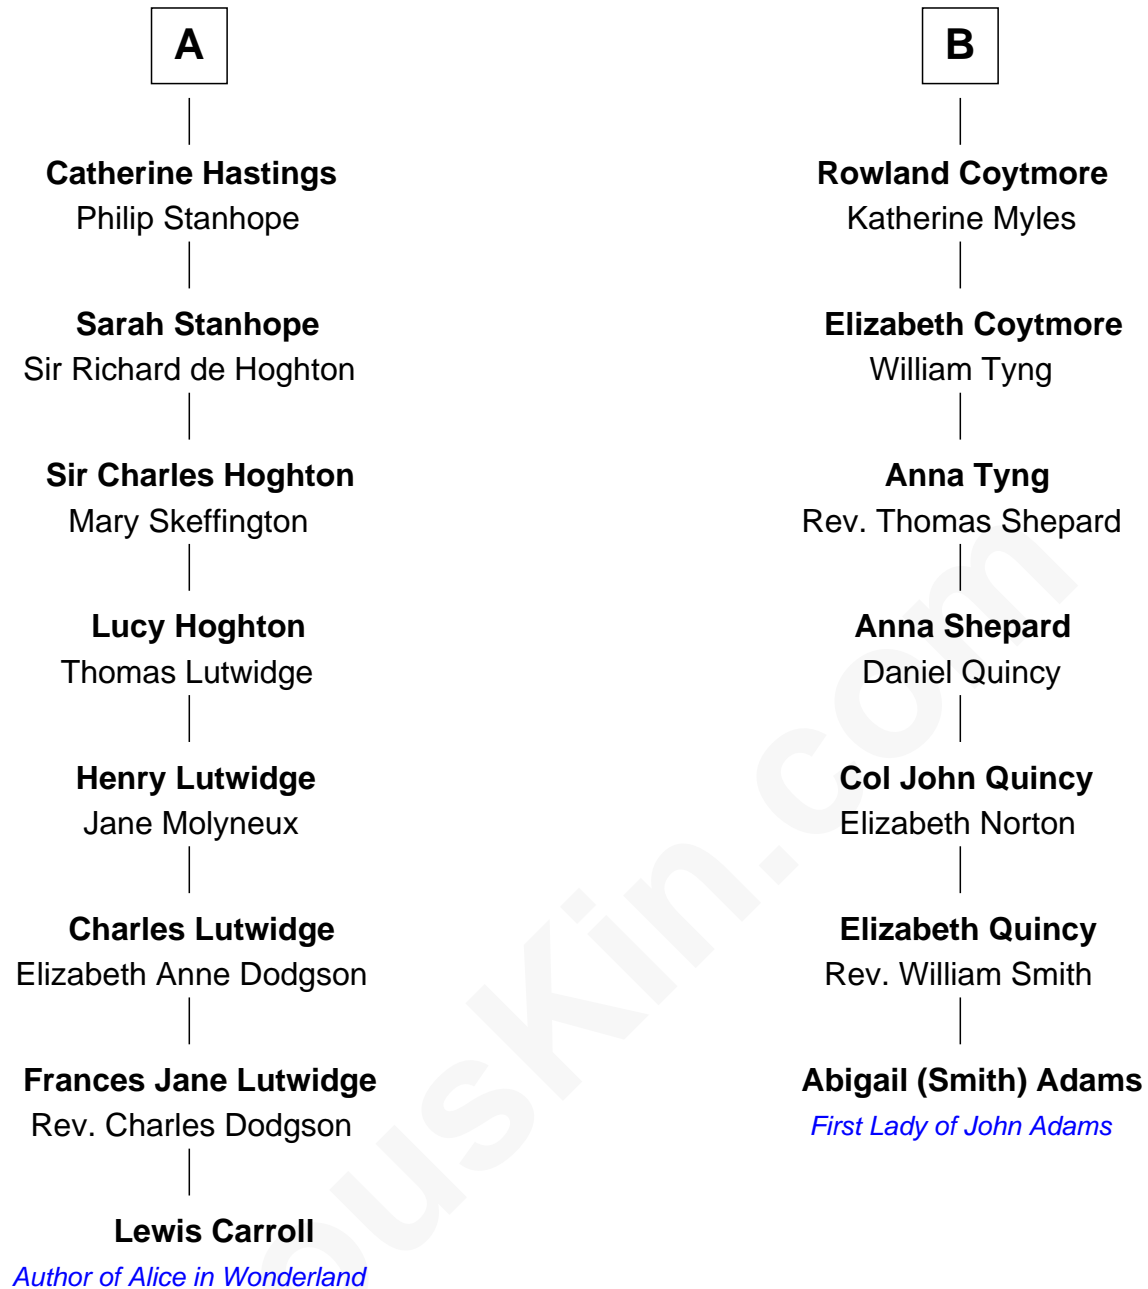 A
Catherine Hastings
Philip Stanhope
Sarah Stanhope
Sir Richard de Hoghton
Sir Charles Hoghton
Mary Skeffington
Lucy Hoghton
Thomas Lutwidge
Henry Lutwidge
Jane Molyneux
Charles Lutwidge
Elizabeth Anne Dodgson
Frances Jane Lutwidge
Rev. Charles Dodgson
Lewis Carroll
Author of Alice in Wonderland
B
Rowland Coytmore
Katherine Myles
Elizabeth Coytmore
William Tyng
Anna Tyng
Rev. Thomas Shepard
Anna Shepard
Daniel Quincy
Col John Quincy
Elizabeth Norton
Elizabeth Quincy
Rev. William Smith
Abigail (Smith) Adams
First Lady of John Adams
ousKin.com